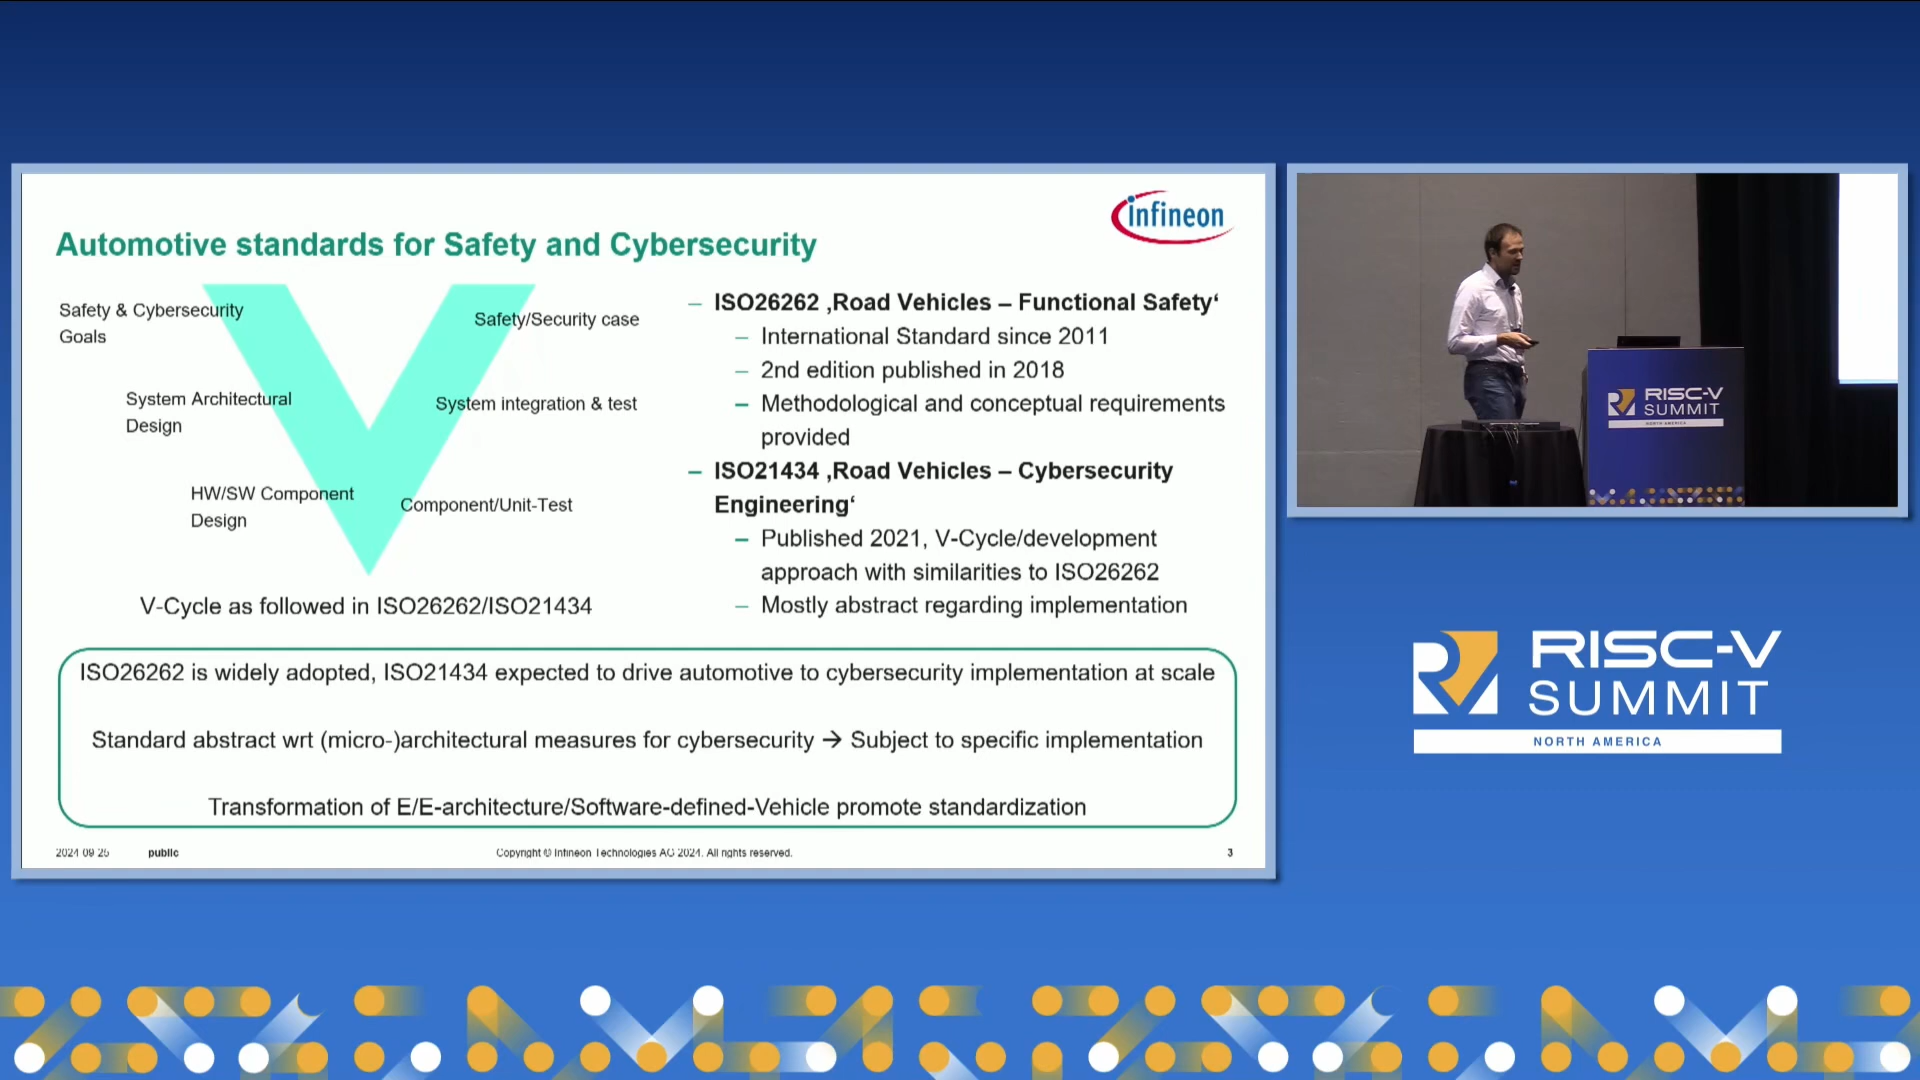 infineon
Automotive standards for Safety and Cybersecurity
Safety & Cybersecurity
Goals
Safety/Security case
System Architectural
Design
System integration & test
HW/SW Component
Design
Component/Unit-Test
V-Cycle as followed in ISO26262/ISO21434
– ISO26262 ‚Road Vehicles – Functional Safety‘
– International Standard since 2011
– 2nd edition published in 2018
– Methodological and conceptual requirements
provided
– ISO21434 ‚Road Vehicles – Cybersecurity
Engineering‘
– Published 2021, V-Cycle/development
approach with similarities to ISO26262
– Mostly abstract regarding implementation
ISO26262 is widely adopted, ISO21434 expected to drive automotive to cybersecurity implementation at scale
Standard abstract wrt (micro-)architectural measures for cybersecurity → Subject to specific implementation
Transformation of E/E-architecture/Software-defined-Vehicle promote standardization
2024 09 25 public Copyright © Infineon Technologies AG 2024. All rights reserved. 3
RISC-V
SUMMIT
NORTH AMERICA
RISC-V
SUMMIT
NORTH AMERICA